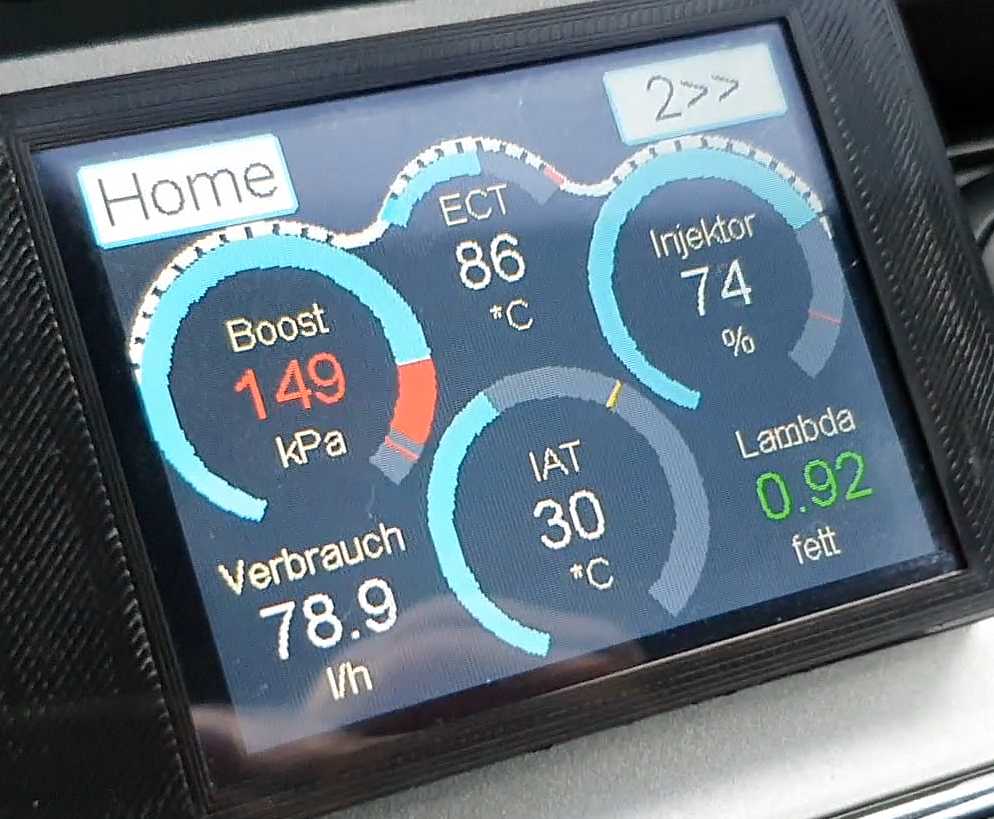 Home
2>>
Boost
149
kPa
ECT
86
*C
Injektor
74
%
Verbrauch
78.9
l/h
IAT
30
*C
Lambda
0.92
fett